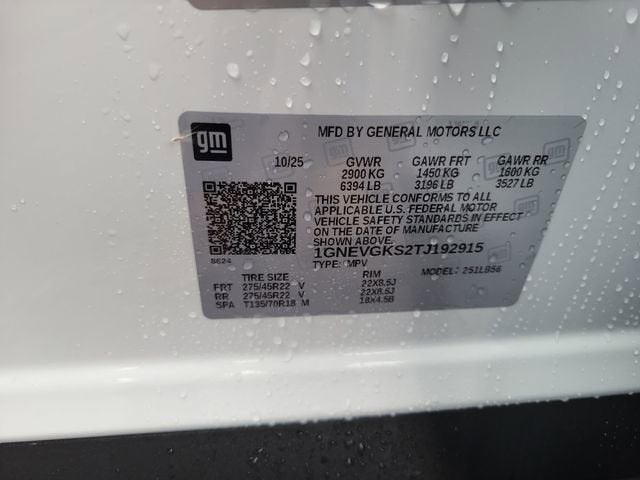 gm
MFD BY GENERAL MOTORS LLC
10/25 GVWR GAWR FRT GAWR RR
2900 KG 1450 KG 1600 KG
6394 LB 3196 LB 3527 LB
THIS VEHICLE CONFORMS TO ALL
APPLICABLE U.S. FEDERAL MOTOR
VEHICLE SAFETY STANDARDS IN EFFECT
ON THE DATE OF MANUFACTURE
SHOWN ABOVE.
1GNEVGKS2TJ192915
8624
TYPE: MPV MODEL: 251LB56
TIRE SIZE RIM
FRT 275/45R22 V 22X8.5J
RR 275/45R22 V 22X8.5J
SPA T135/70R18 M 18X4.5B